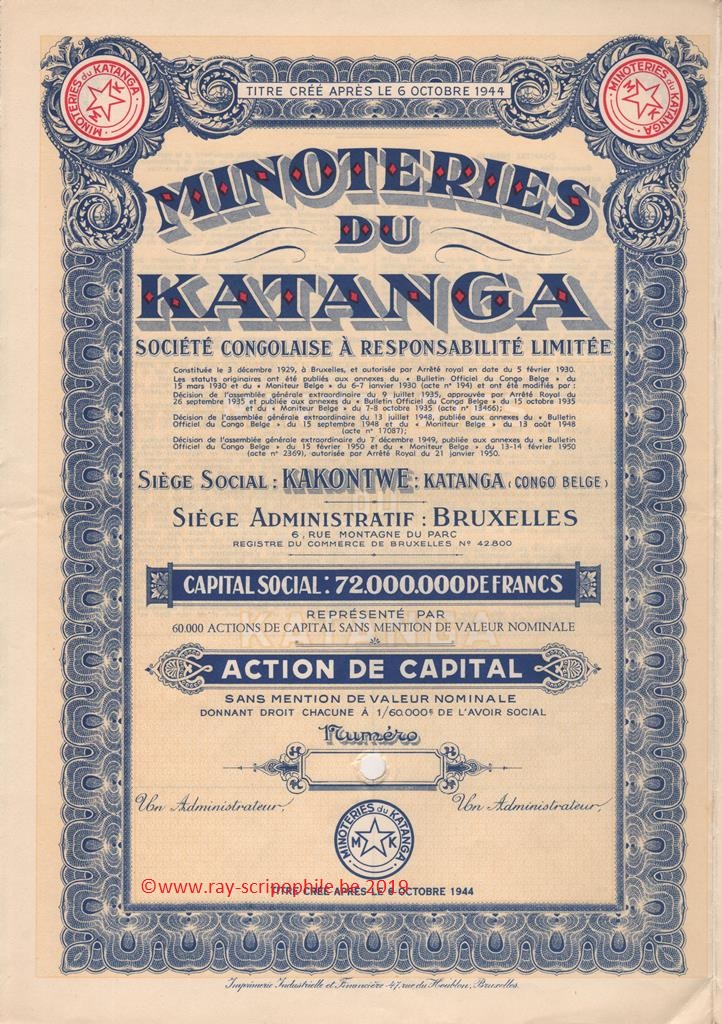 MINOTERIES du KATANGA
M K
TITRE CRÉÉ APRÈS LE 6 OCTOBRE 1944
MINOTERIES du KATANGA
M K
MINOTERIES
DU
KATANGA
SOCIÉTÉ CONGOLAISE À RESPONSABILITÉ LIMITÉE
Constituée le 3 décembre 1929, à Bruxelles, et autorisée par Arrêté royal en date du 5 février 1930.
Les statuts originaires ont été publiés aux annexes du « Bulletin Officiel du Congo Belge » du
15 mars 1930 et du « Moniteur Belge » du 6-7 janvier 1930 (acte n° 194) et ont été modifiés par :
Décision de l'assemblée générale extraordinaire du 9 juillet 1935, approuvée par Arrêté Royal du
26 septembre 1935 et publiée aux annexes du « Bulletin Officiel du Congo Belge » du 15 octobre 1935
et du « Moniteur Belge » du 7-8 octobre 1935 (acte n° 13466);
Décision de l'assemblée générale extraordinaire du 13 juillet 1948, publiée aux annexes du « Bulletin
Officiel du Congo Belge » du 15 septembre 1948 et du « Moniteur Belge » du 13 août 1948
(acte n° 17087);
Décision de l'assemblée générale extraordinaire du 7 décembre 1949, publiée aux annexes du « Bulletin
Officiel du Congo Belge » du 15 février 1950 et du « Moniteur Belge » du 13-14 février 1950
(acte n° 2369), autorisée par Arrêté Royal du 21 janvier 1950.
SIÈGE SOCIAL : KAKONTWE : KATANGA (CONGO BELGE)
SIÈGE ADMINISTRATIF : BRUXELLES
6, RUE MONTAGNE DU PARC
REGISTRE DU COMMERCE DE BRUXELLES N° 42.800
CAPITAL SOCIAL : 72.000.000 DE FRANCS
REPRÉSENTÉ PAR
60.000 ACTIONS DE CAPITAL SANS MENTION DE VALEUR NOMINALE
KATANGA
ACTION DE CAPITAL
SANS MENTION DE VALEUR NOMINALE
DONNANT DROIT CHACUNE À 1/60.000e DE L'AVOIR SOCIAL
Numéro
Un Administrateur,
Un Administrateur,
MINOTERIES du KATANGA
M K
©www.ray-scripophile.be 2019
TITRE CRÉÉ APRÈS LE 6 OCTOBRE 1944
Imprimerie Industrielle et Financière - 47, rue du Houblon, Bruxelles.